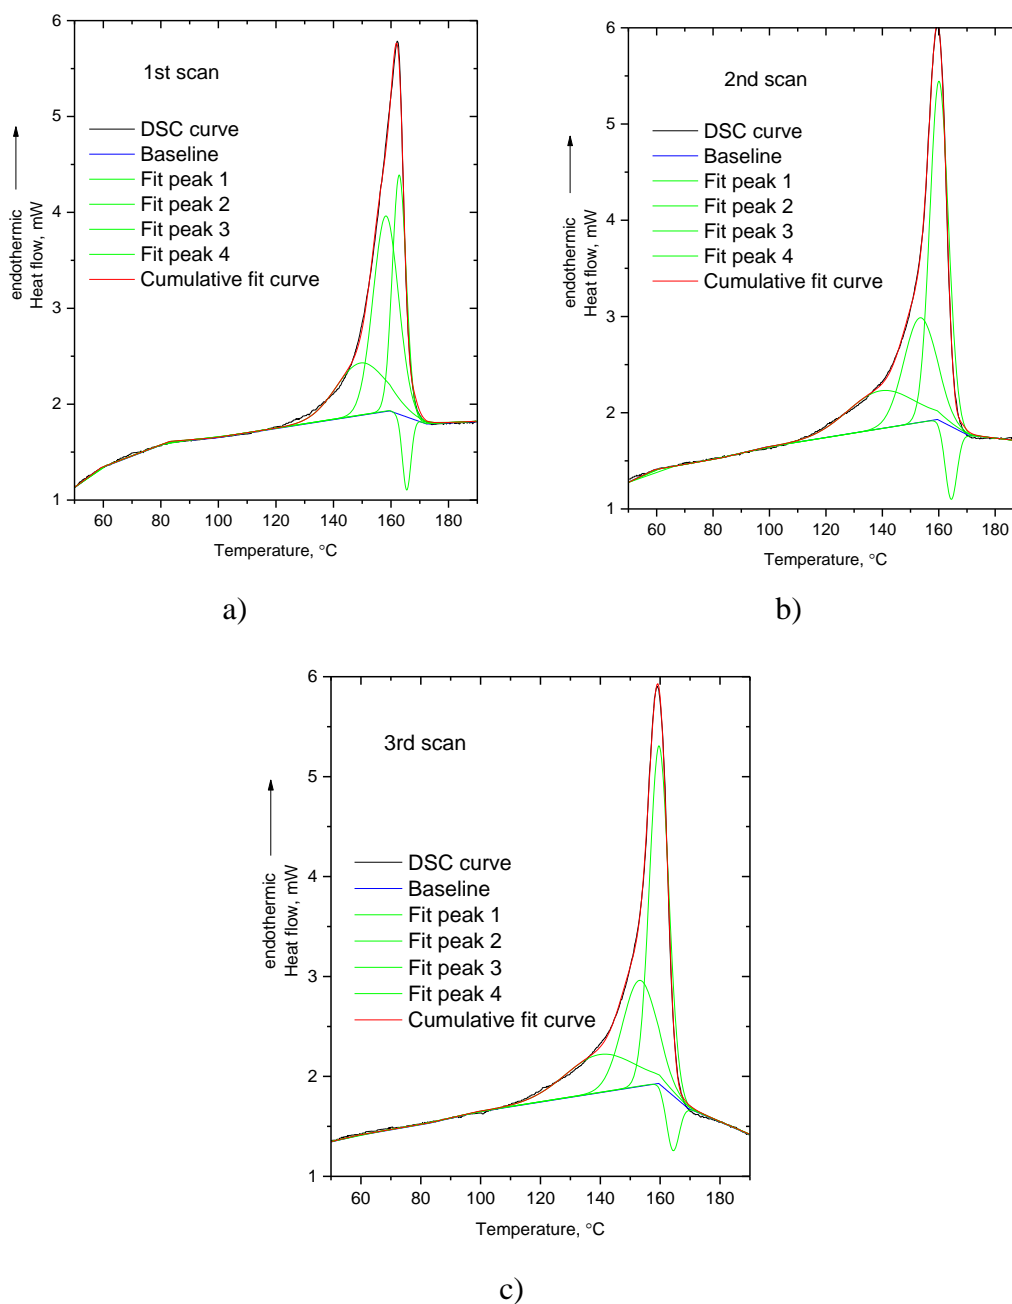 6
5
4
3
2
1
1st scan
DSC curve
Baseline
Fit peak 1
Fit peak 2
Fit peak 3
Fit peak 4
Cumulative fit curve
endothermic
Heat flow, mW
60 80 100 120 140 160 180
Temperature, °C
a)
6
5
4
3
2
1
2nd scan
DSC curve
Baseline
Fit peak 1
Fit peak 2
Fit peak 3
Fit peak 4
Cumulative fit curve
endothermic
Heat flow, mW
60 80 100 120 140 160 180
Temperature, °C
b)
6
5
4
3
2
1
3rd scan
DSC curve
Baseline
Fit peak 1
Fit peak 2
Fit peak 3
Fit peak 4
Cumulative fit curve
endothermic
Heat flow, mW
60 80 100 120 140 160 180
Temperature, °C
c)